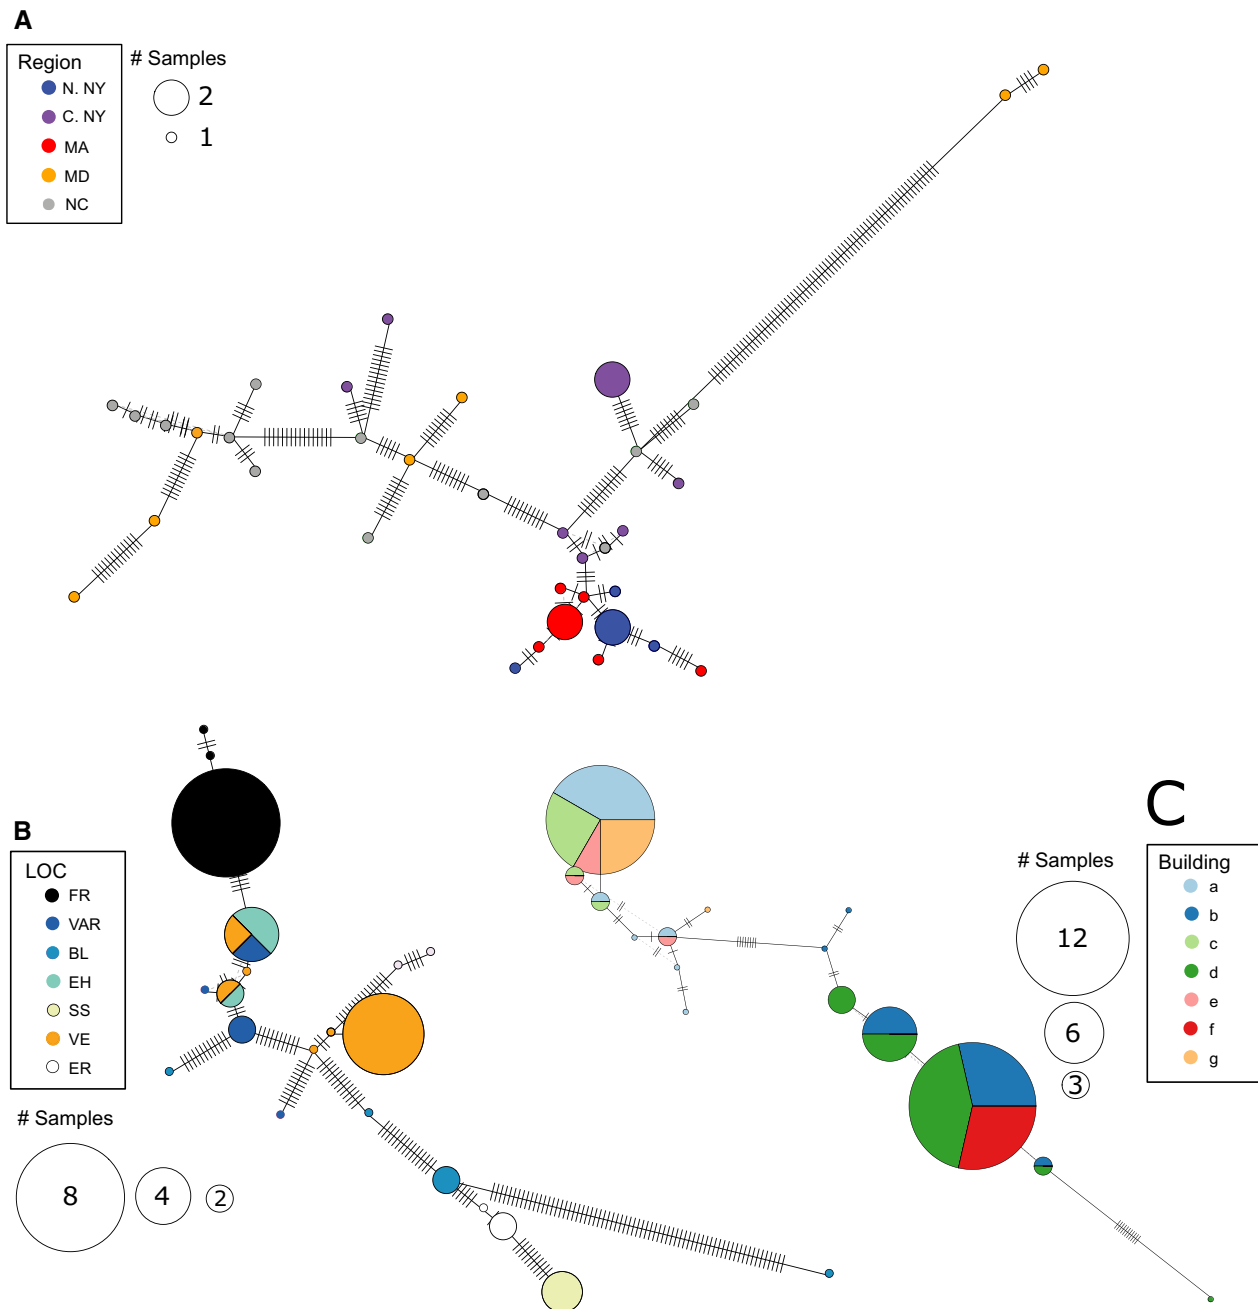 A
Region
N. NY
C. NY
MA
MD
NC
# Samples
2
1
B
LOC
FR
VAR
BL
EH
SS
VE
ER
# Samples
8
4
2
C
# Samples
12
6
3
Building
a
b
c
d
e
f
g